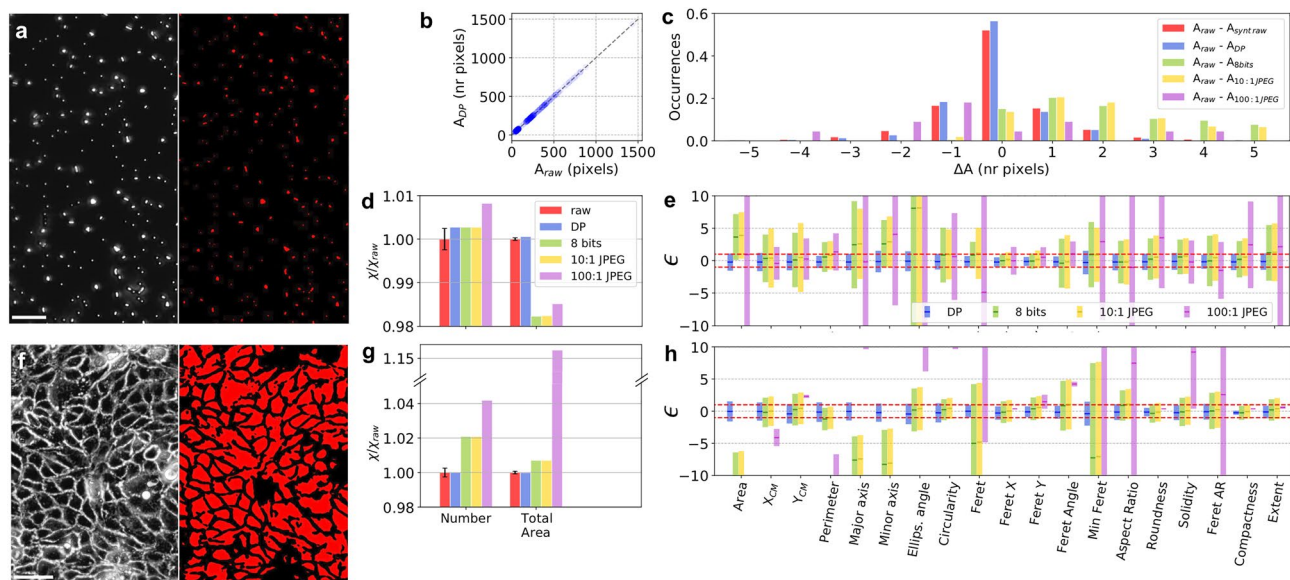 a
b
1500
1000
500
0
A_DP (nr pixels)
0 500 1000 1500
A_raw (pixels)
c
0.6
0.4
0.2
0.0
Occurrences
−5 −4 −3 −2 −1 0 1 2 3 4 5
ΔA (nr pixels)
A_raw - A_synt raw
A_raw - A_DP
A_raw - A_8bits
A_raw - A_10:1 JPEG
A_raw - A_100:1 JPEG
d
1.01
1.00
0.99
0.98
χ/χ_raw
raw
DP
8 bits
10:1 JPEG
100:1 JPEG
e
10
5
0
−5
−10
ϵ
DP 8 bits 10:1 JPEG 100:1 JPEG
f
g
1.15
1.04
1.02
1.00
0.98
χ/χ_raw
Number
Total
Area
h
10
5
0
−5
−10
ϵ
Area
X_CM
Y_CM
Perimeter
Major axis
Minor axis
Ellips. angle
Circularity
Feret
Feret X
Feret Y
Feret Angle
Min Feret
Aspect Ratio
Roundness
Solidity
Feret AR
Compactness
Extent